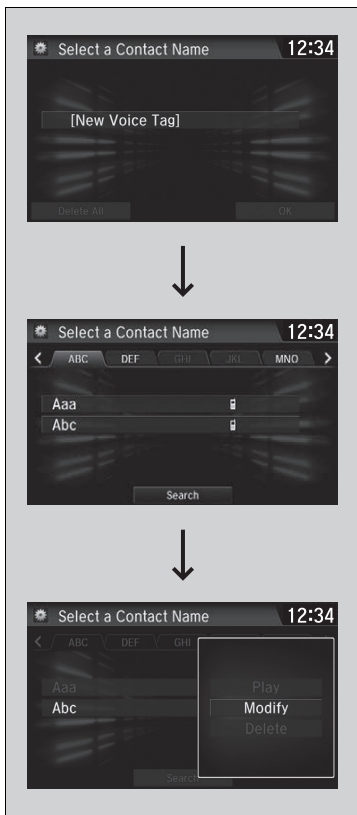 Select a Contact Name 12:34
[New Voice Tag]
Delete All OK
Select a Contact Name 12:34
< ABC DEF GHI JKL MNO >
Aaa
Abc
Search
Select a Contact Name 12:34
< ABC DEF GHI
Aaa Play
Abc Modify
Delete
Search